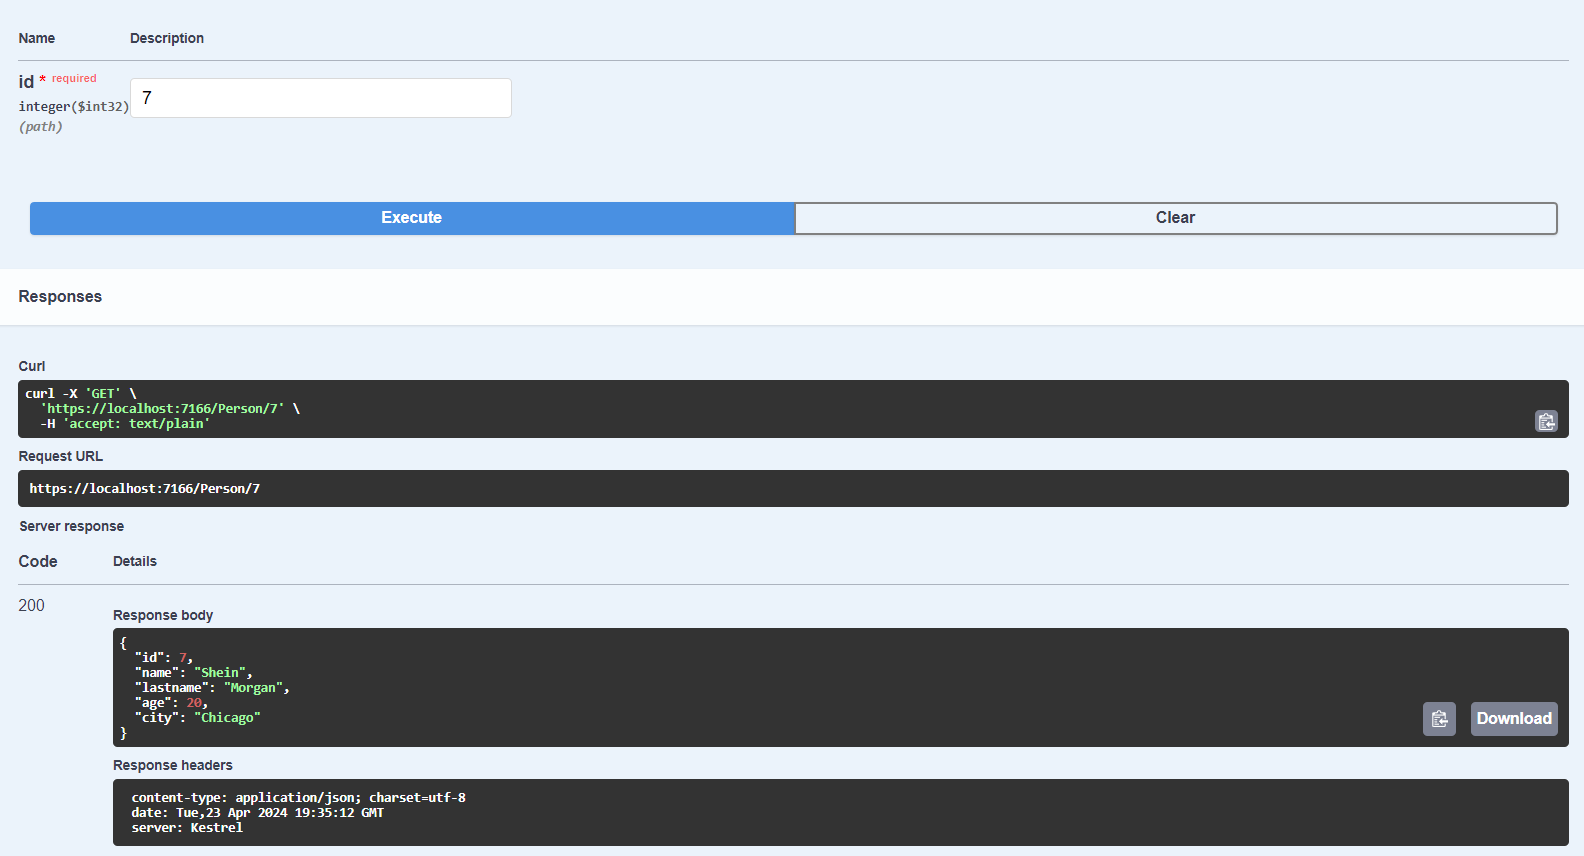 Name Description
id * required
integer($int32)
(path)
7
Execute Clear
Responses
Curl
curl -X 'GET' \
  'https://localhost:7166/Person/7' \
  -H 'accept: text/plain'
Request URL
https://localhost:7166/Person/7
Server response
Code Details
200
Response body
{
  "id": 7,
  "name": "Shein",
  "lastname": "Morgan",
  "age": 20,
  "city": "Chicago"
}
Download
Response headers
content-type: application/json; charset=utf-8
date: Tue,23 Apr 2024 19:35:12 GMT
server: Kestrel